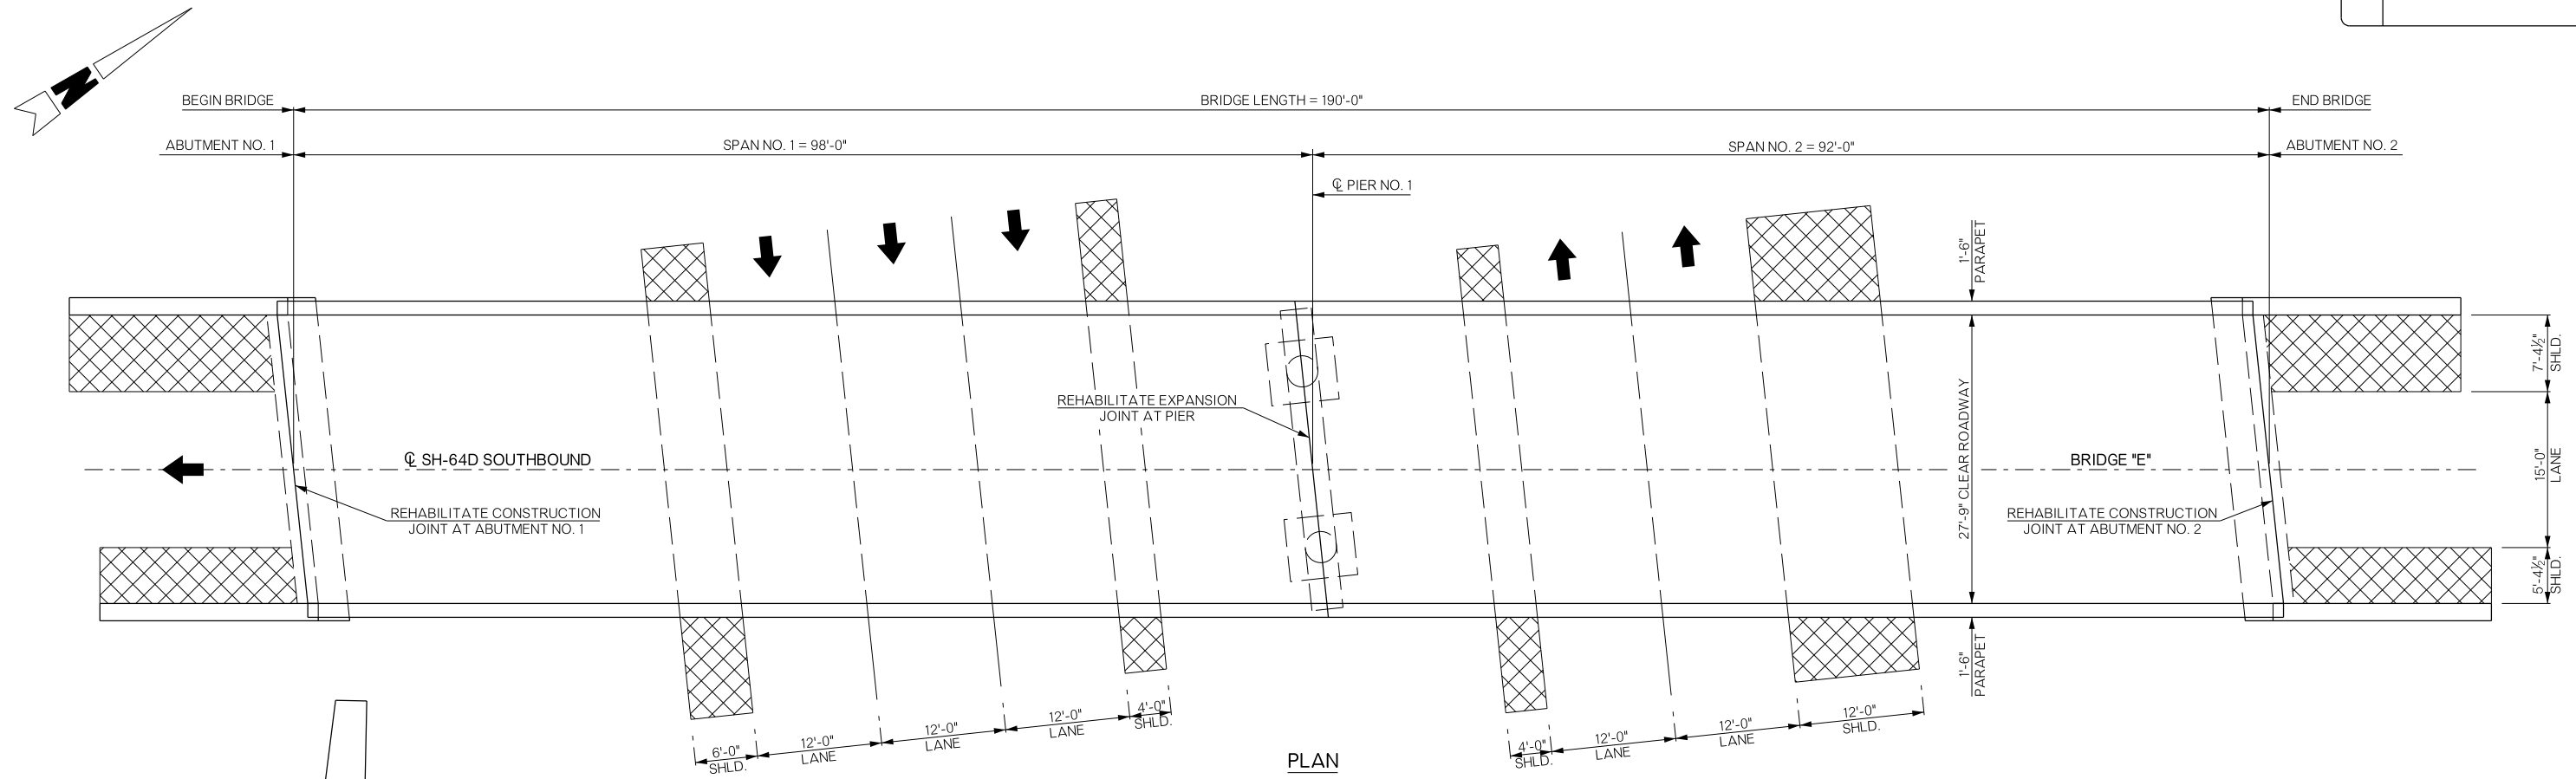 N
BEGIN BRIDGE
BRIDGE LENGTH = 190'-0"
END BRIDGE
ABUTMENT NO. 1
SPAN NO. 1 = 98'-0"
SPAN NO. 2 = 92'-0"
ABUTMENT NO. 2
℄ PIER NO. 1
1'-6"
PARAPET
7'-4½"
SHLD.
REHABILITATE EXPANSION
JOINT AT PIER
27'-9" CLEAR ROADWAY
℄ SH-64D SOUTHBOUND
BRIDGE "E"
15'-0"
LANE
REHABILITATE CONSTRUCTION
JOINT AT ABUTMENT NO. 1
REHABILITATE CONSTRUCTION
JOINT AT ABUTMENT NO. 2
5'-4½"
SHLD.
1'-6"
PARAPET
6'-0"
SHLD.
12'-0"
LANE
12'-0"
LANE
12'-0"
LANE
4'-0"
SHLD.
4'-0"
SHLD.
12'-0"
LANE
12'-0"
LANE
12'-0"
SHLD.
PLAN